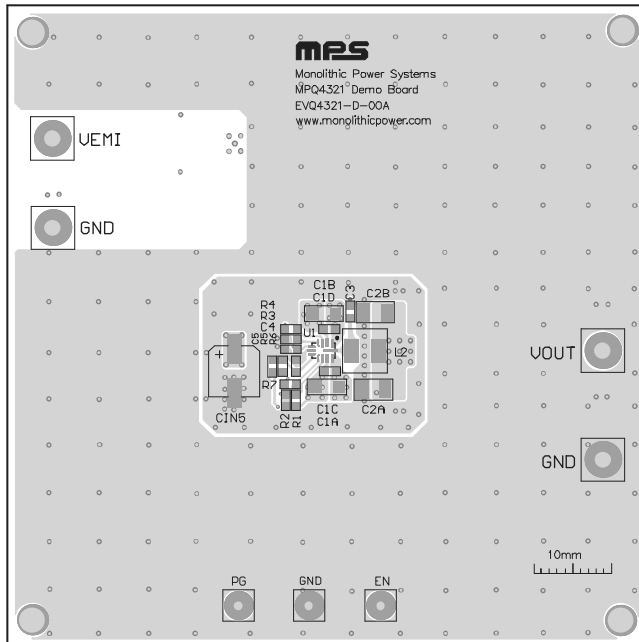 mps
Monolithic Power Systems
MPQ4321 Demo Board
EVQ4321-D-00A
www.monolithicpower.com
VEMI
GND
C1B
C1D
C3
C2B
R4
R3
C4
C5
R5
R6
U1
L2
VOUT
R7
CIN5
R2
R1
C1C
C1A
C2A
GND
10mm
PG
GND
EN